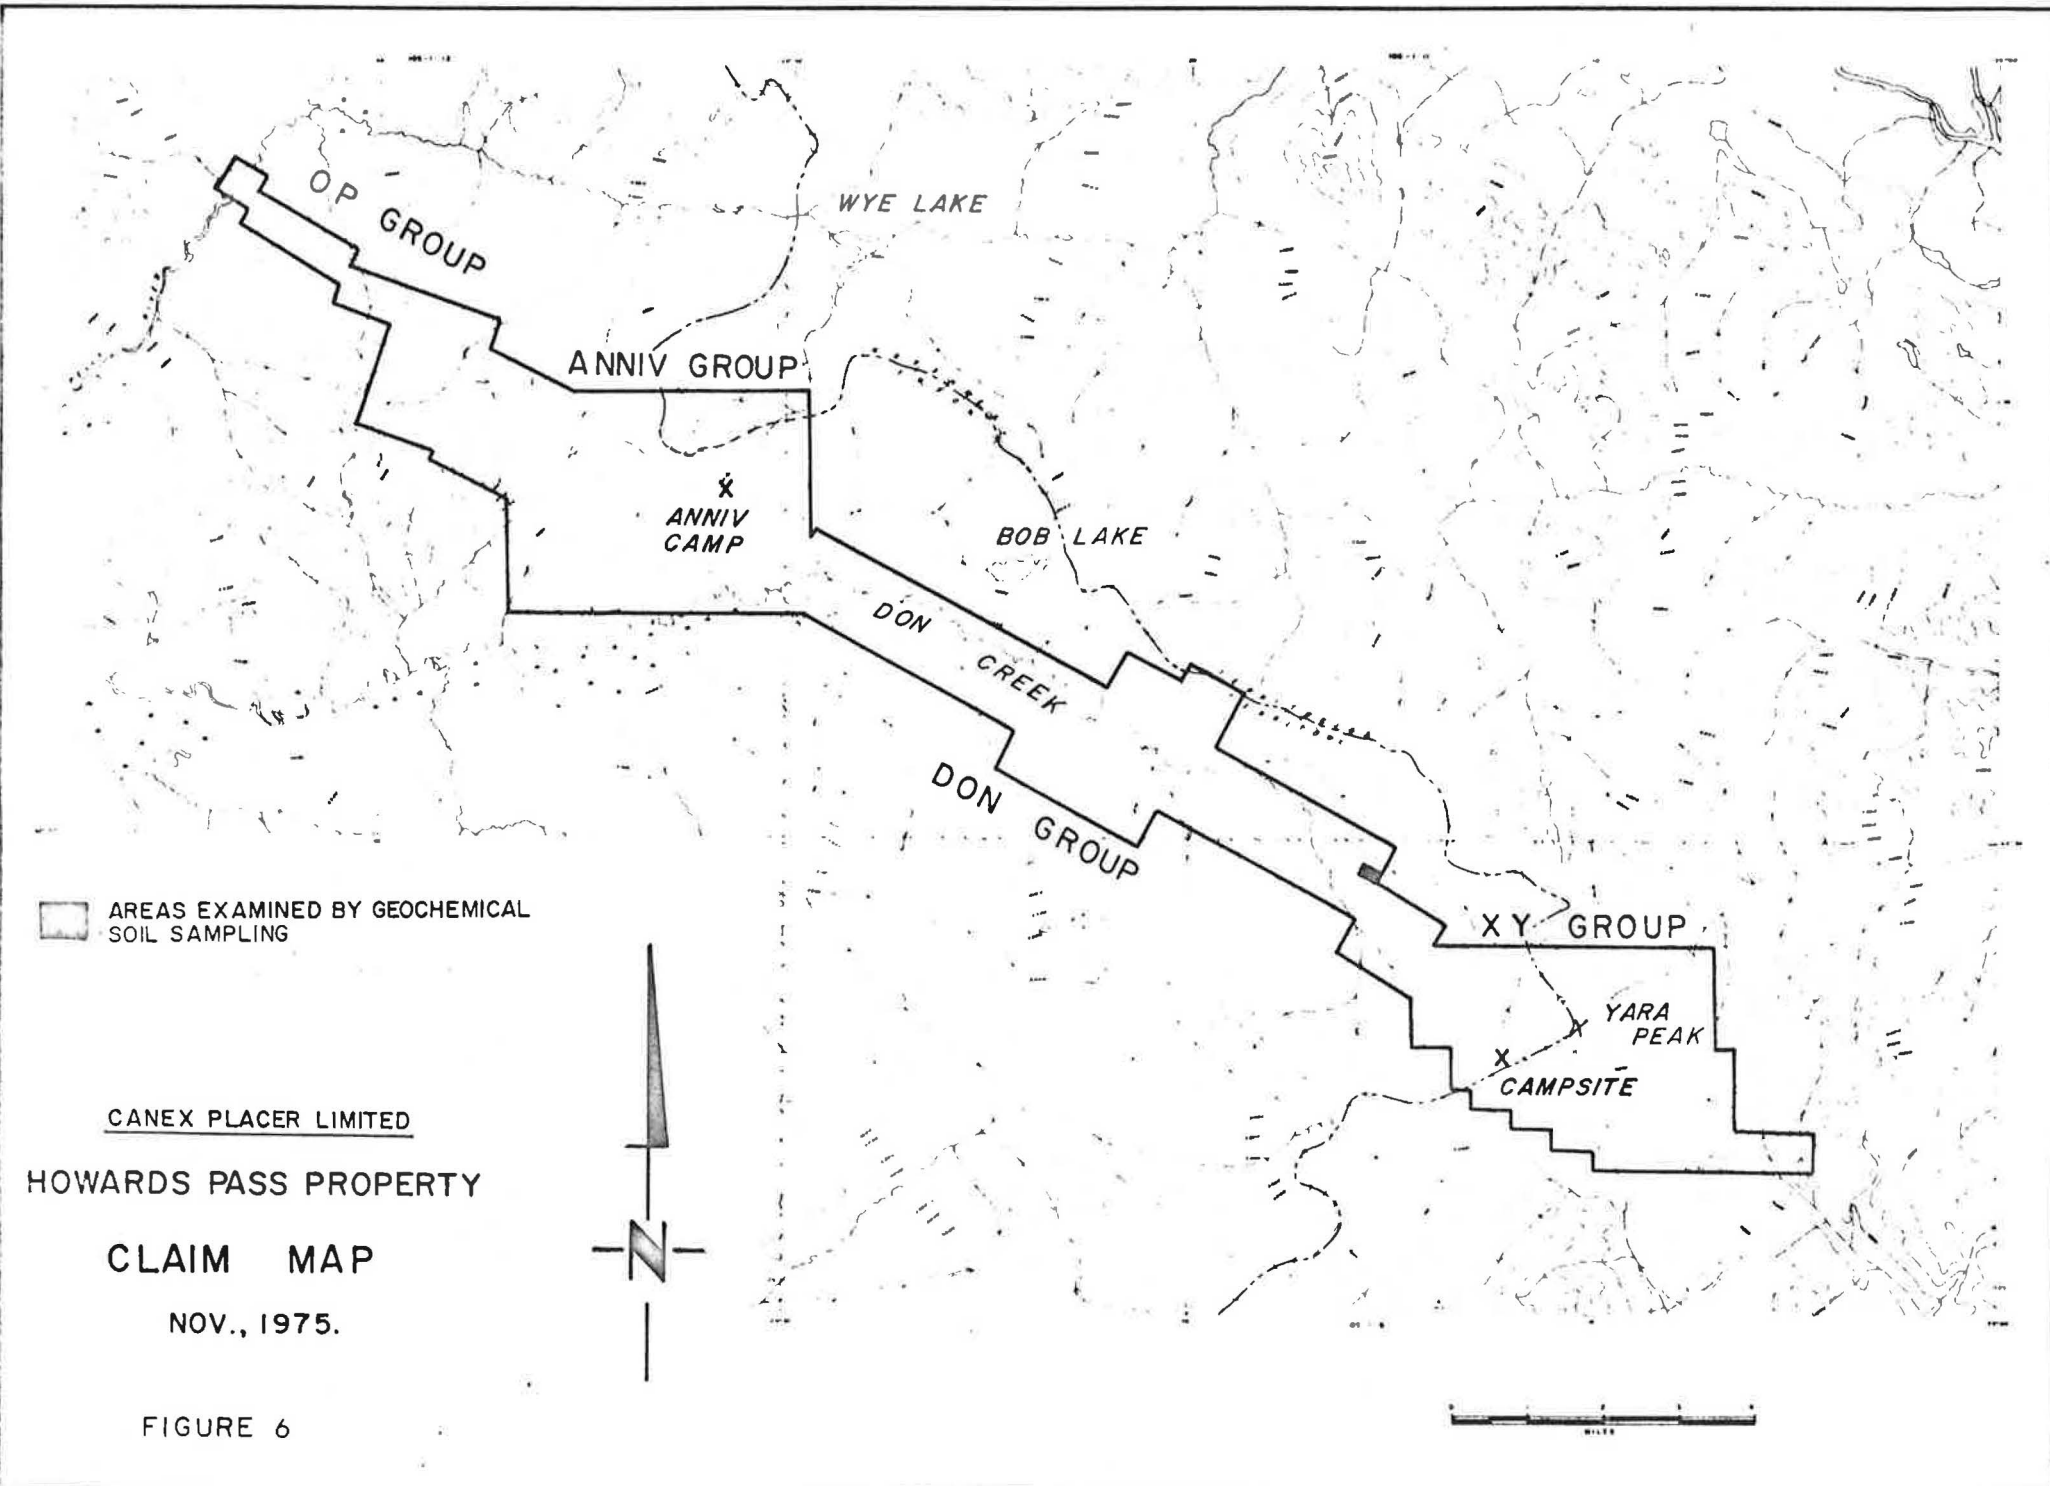 OP GROUP
WYE LAKE
ANNIV GROUP
ANNIV
CAMP
BOB LAKE
DON
CREEK
DON GROUP
XY GROUP
YARA
PEAK
CAMPSITE
AREAS EXAMINED BY GEOCHEMICAL
SOIL SAMPLING
CANEX PLACER LIMITED
HOWARDS PASS PROPERTY
CLAIM MAP
NOV., 1975.
FIGURE 6
N
MILES